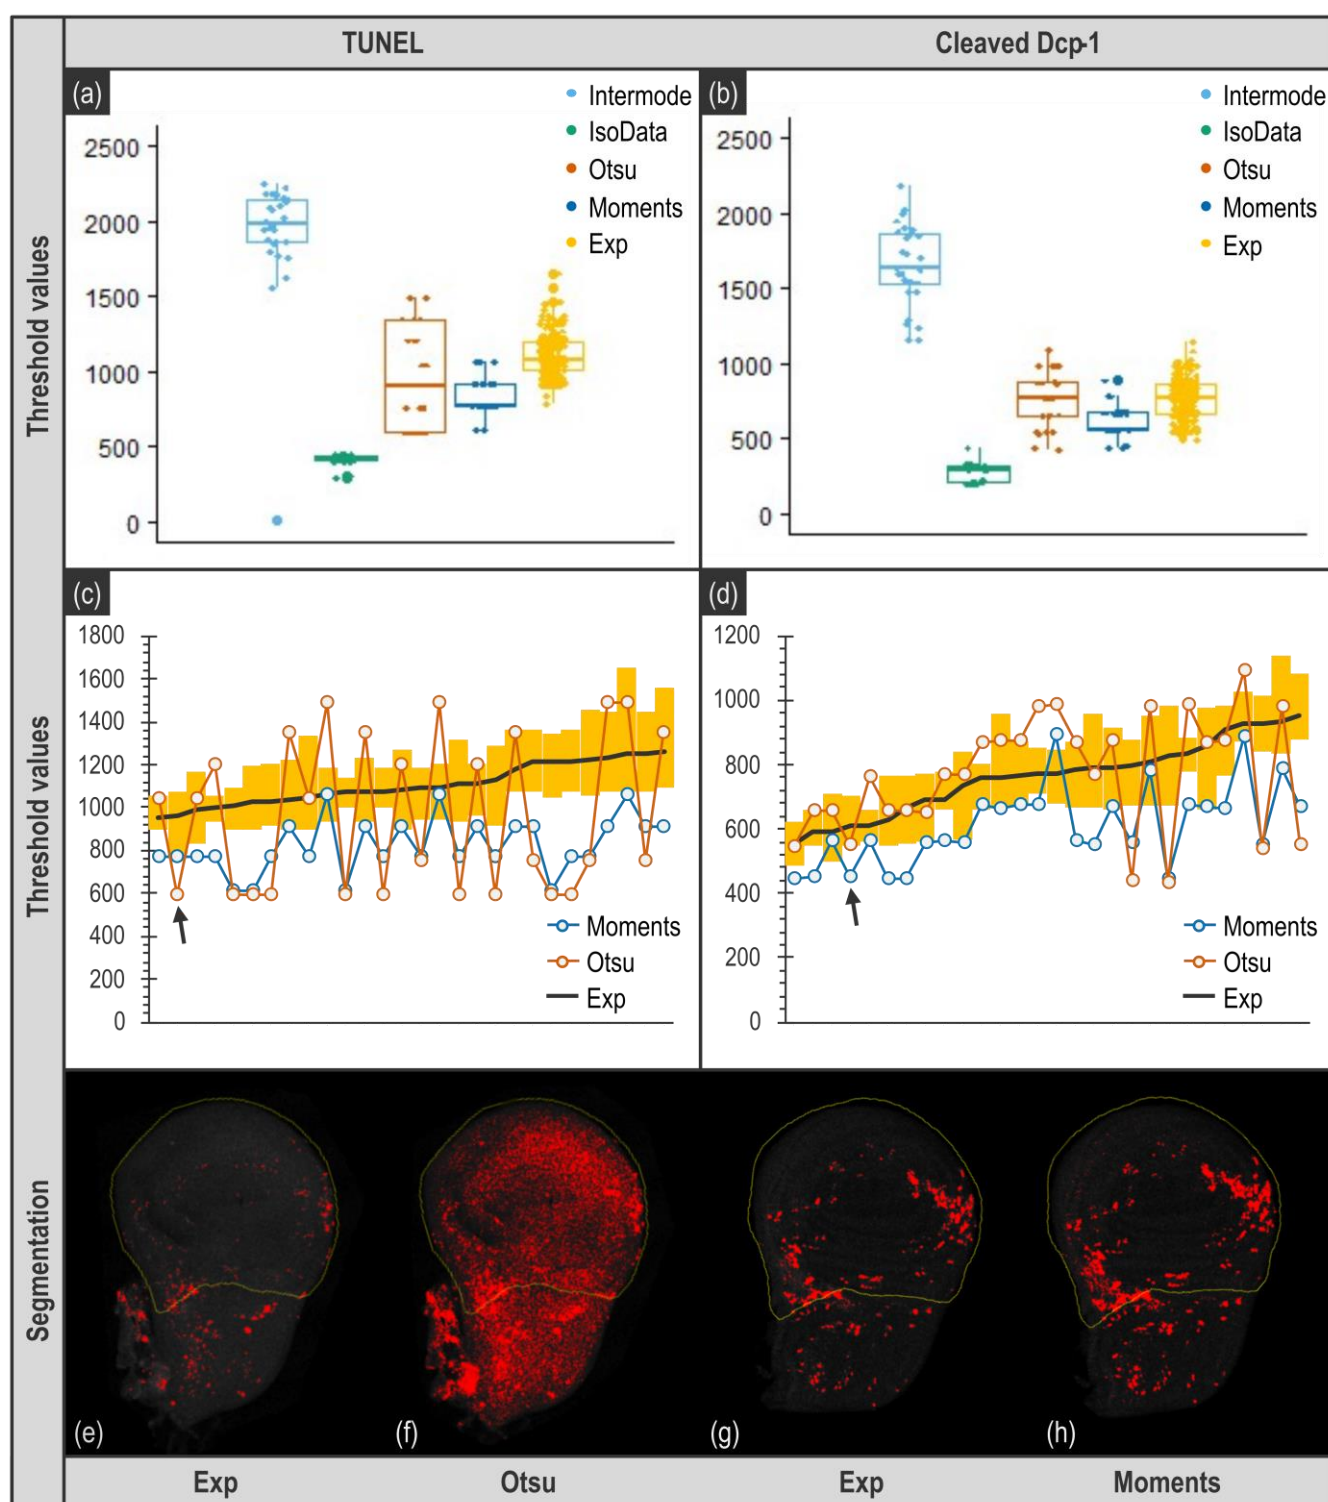 TUNEL
Cleaved Dcp-1
Threshold values
(a)
Intermode
IsoData
Otsu
Moments
Exp
2500
2000
1500
1000
500
0
(b)
Intermode
IsoData
Otsu
Moments
Exp
2500
2000
1500
1000
500
0
Threshold values
(c)
1800
1600
1400
1200
1000
800
600
400
200
0
Moments
Otsu
Exp
(d)
1200
1000
800
600
400
200
0
Moments
Otsu
Exp
Segmentation
(e)
(f)
(g)
(h)
Exp
Otsu
Exp
Moments